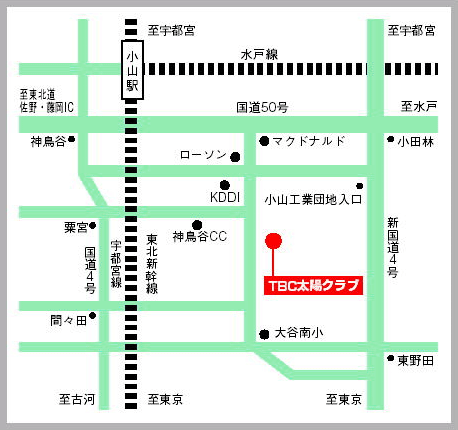 至宇都宮
至宇都宮
小山駅
水戸線
至東北道
佐野・藤岡IC
国道50号
至水戸
神鳥谷
マクドナルド
小田林
ローソン
KDDI
小山工業団地入口
粟宮
神鳥谷CC
新国道4号
国道4号
宇都宮線
東北新幹線
TBC太陽クラブ
間々田
大谷南小
東野田
至古河
至東京
至東京